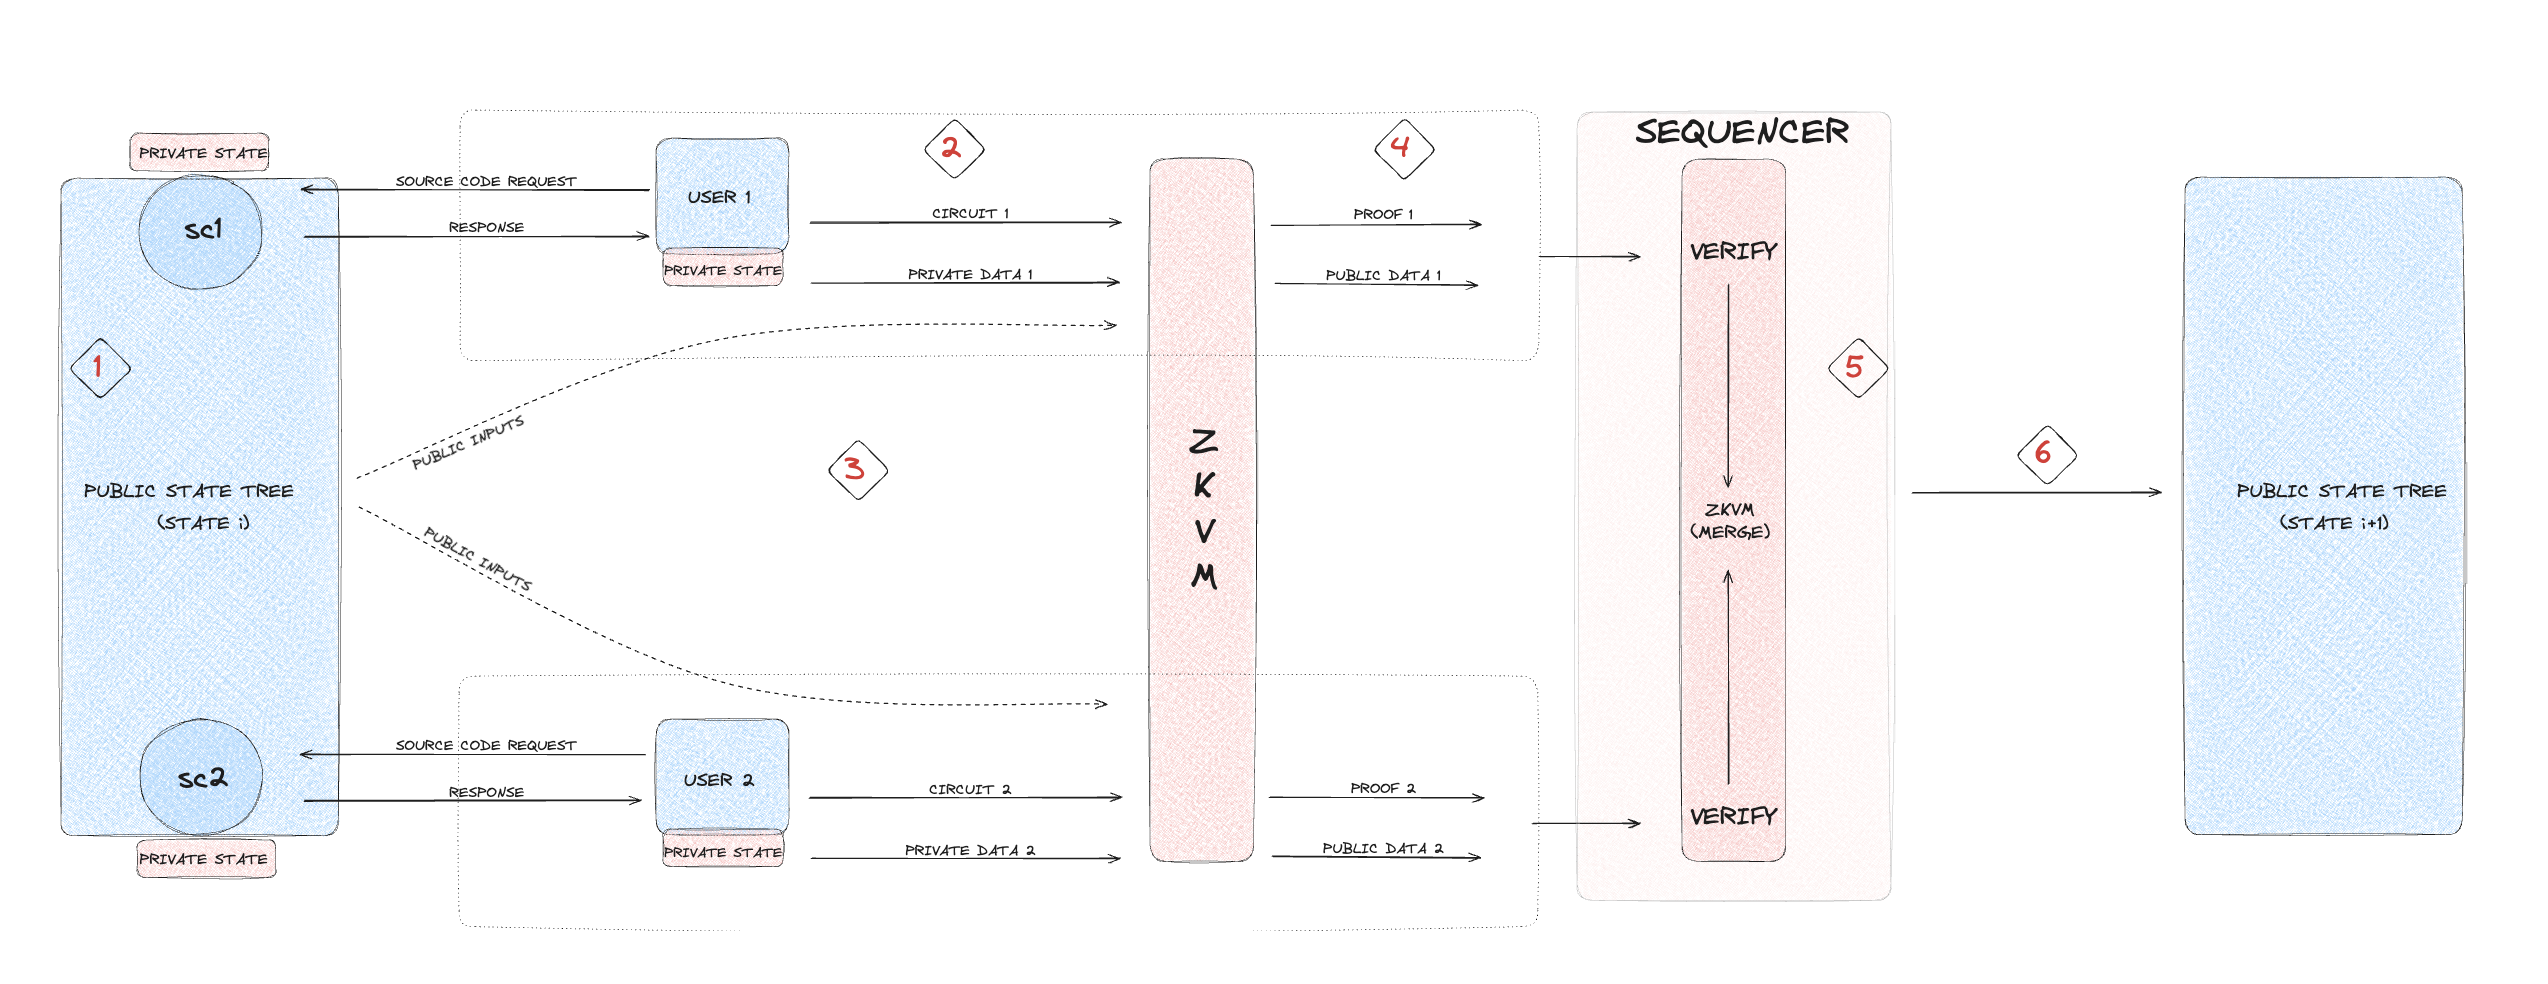 PRIVATE STATE
sc1
1
PUBLIC STATE TREE
(STATE i)
sc2
PRIVATE STATE
SOURCE CODE REQUEST
RESPONSE
USER 1
PRIVATE STATE
2
CIRCUIT 1
PRIVATE DATA 1
PUBLIC INPUTS
3
PUBLIC INPUTS
SOURCE CODE REQUEST
RESPONSE
USER 2
PRIVATE STATE
CIRCUIT 2
PRIVATE DATA 2
Z
K
V
M
4
PROOF 1
PUBLIC DATA 1
PROOF 2
PUBLIC DATA 2
SEQUENCER
VERIFY
5
ZKVM
(MERGE)
VERIFY
6
PUBLIC STATE TREE
(STATE i+1)